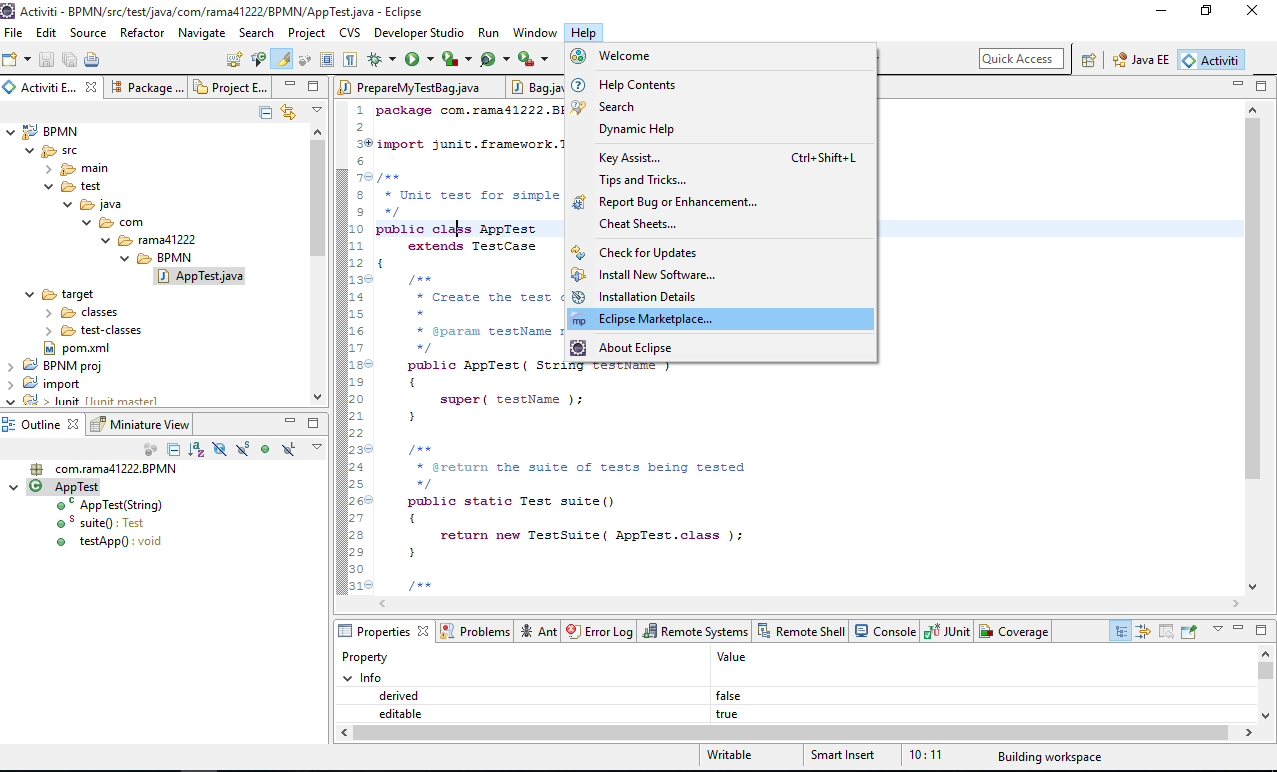 Activiti - BPMN/src/test/java/com/rama41222/BPMN/AppTest.java - Eclipse
File Edit Source Refactor Navigate Search Project CVS Developer Studio Run Window Help
Quick Access
Java EE
Activiti
Activiti E...
Package ...
Project E...
BPMN
src
main
test
java
com
rama41222
BPMN
AppTest.java
target
classes
test-classes
pom.xml
BPNM proj
import
> Junit [Junit master]
Outline
Miniature View
com.rama41222.BPMN
AppTest
AppTest(String)
suite() : Test
testApp() : void
PrepareMyTestBag.java
Bag.jav
1 package com.rama41222.BP
2
3 import junit.framework.T
6
7 /**
8 * Unit test for simple
9 */
10 public class AppTest
11 extends TestCase
12 {
13 /**
14 * Create the test c
15 *
16 * @param testName n
17 */
18 public AppTest( String testName )
19 {
20 super( testName );
21 }
22
23 /**
24 * @return the suite of tests being tested
25 */
26 public static Test suite()
27 {
28 return new TestSuite( AppTest.class );
29 }
30
31 /**
Welcome
Help Contents
Search
Dynamic Help
Key Assist... Ctrl+Shift+L
Tips and Tricks...
Report Bug or Enhancement...
Cheat Sheets...
Check for Updates
Install New Software...
Installation Details
mp Eclipse Marketplace...
About Eclipse
Properties
Problems
Ant
Error Log
Remote Systems
Remote Shell
Console
JUnit
Coverage
Property Value
Info
derived false
editable true
Writable
Smart Insert
10 : 11
Building workspace